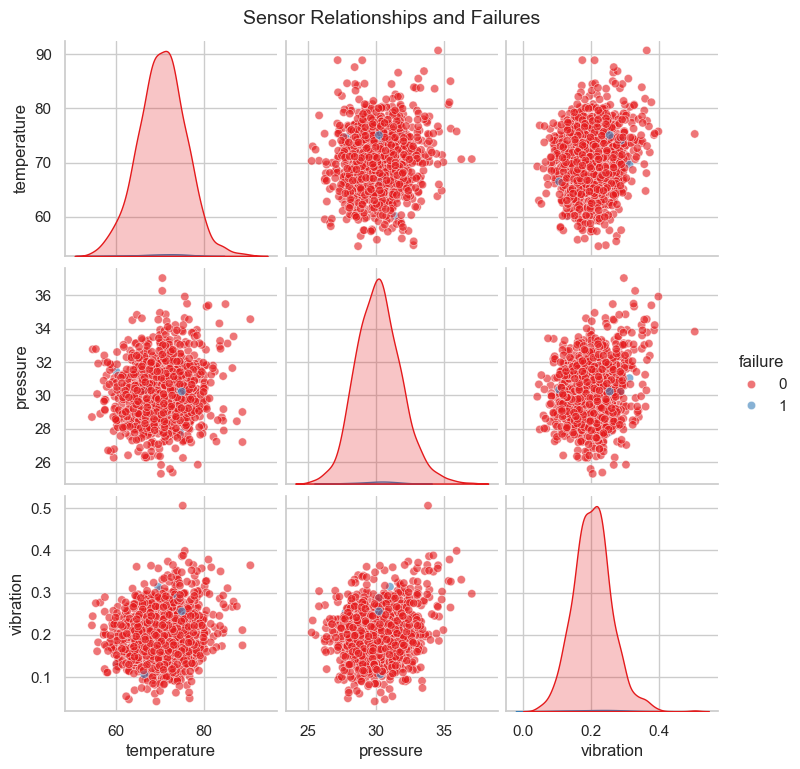 Sensor Relationships and Failures
90
80
70
60
temperature
36
34
32
30
28
26
pressure
0.5
0.4
0.3
0.2
0.1
vibration
60 80
temperature
25 30 35
pressure
0.0 0.2 0.4
vibration
failure
0
1